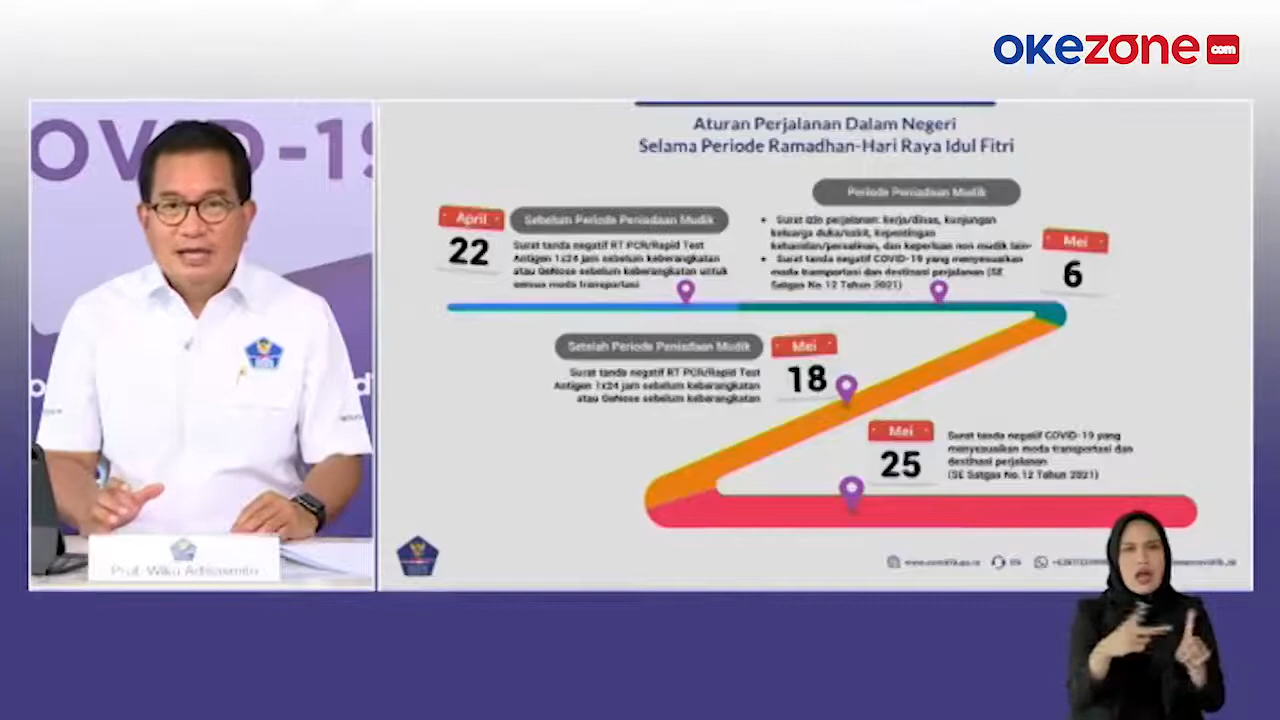 OKEZONE.com
OVID-19
Aturan Perjalanan Dalam Negeri
Selama Periode Ramadhan-Hari Raya Idul Fitri
April
22
Sebelum Periode Peniadaan Mudik
Surat tanda negatif RT PCR/Rapid Test
Antigen 1x24 jam sebelum keberangkatan
atau GeNose sebelum keberangkatan untuk
semua moda transportasi
Periode Peniadaan Mudik
• Surat izin perjalanan: kerja/dinas, kunjungan
keluarga duka/sakit, kepentingan
kehamilan/persalinan, dan keperluan non mudik lain-
• Surat tanda negatif COVID-19 yang menyesuaikan
moda transportasi dan destinasi perjalanan (SE
Satgas No. 12 Tahun 2021)
Mei
6
Setelah Periode Peniadaan Mudik
Surat tanda negatif RT PCR/Rapid Test
Antigen 1x24 jam sebelum keberangkatan
atau GeNose sebelum keberangkatan
Mei
18
Mei
25
Surat tanda negatif COVID-19 yang
menyesuaikan moda transportasi dan
destinasi perjalanan
(SE Satgas No. 12 Tahun 2021)
Prof. Wiku Adisasmito